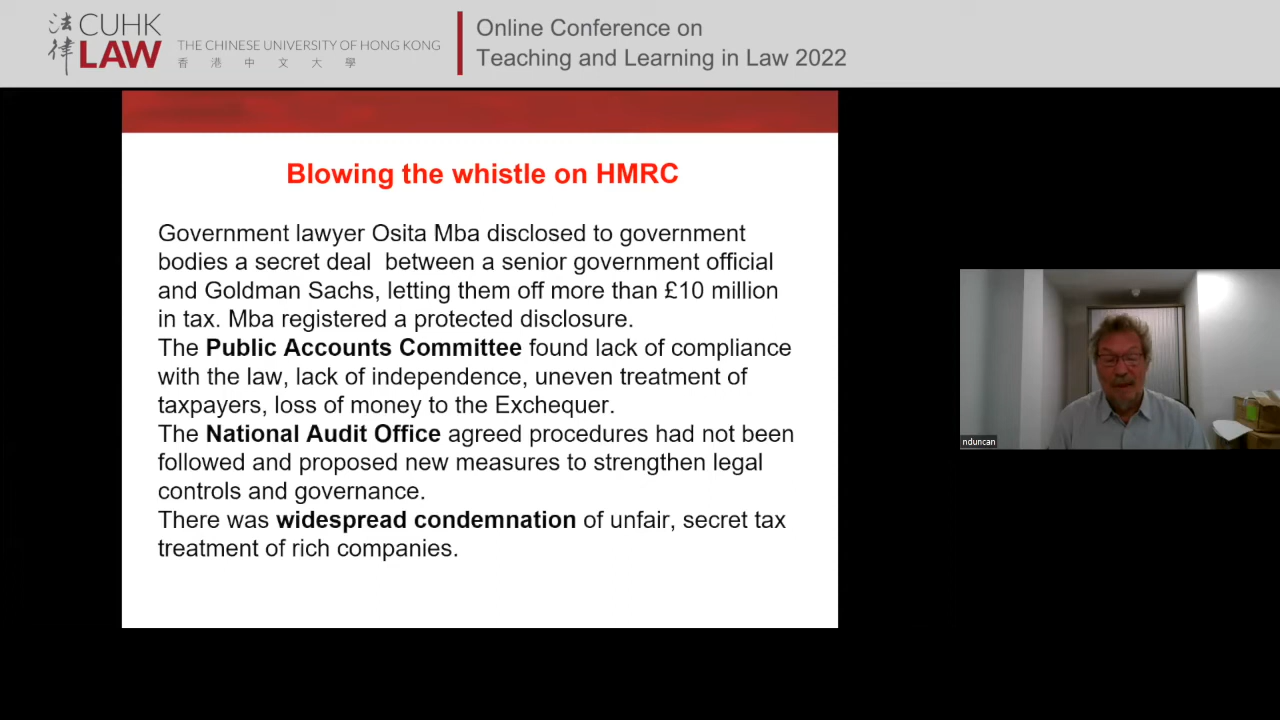 法律
CUHK
LAW
THE CHINESE UNIVERSITY OF HONG KONG
香 港 中 文 大 學
Online Conference on
Teaching and Learning in Law 2022
Blowing the whistle on HMRC
Government lawyer Osita Mba disclosed to government
bodies a secret deal  between a senior government official
and Goldman Sachs, letting them off more than £10 million
in tax. Mba registered a protected disclosure.
The Public Accounts Committee found lack of compliance
with the law, lack of independence, uneven treatment of
taxpayers, loss of money to the Exchequer.
The National Audit Office agreed procedures had not been
followed and proposed new measures to strengthen legal
controls and governance.
There was widespread condemnation of unfair, secret tax
treatment of rich companies.
nduncan